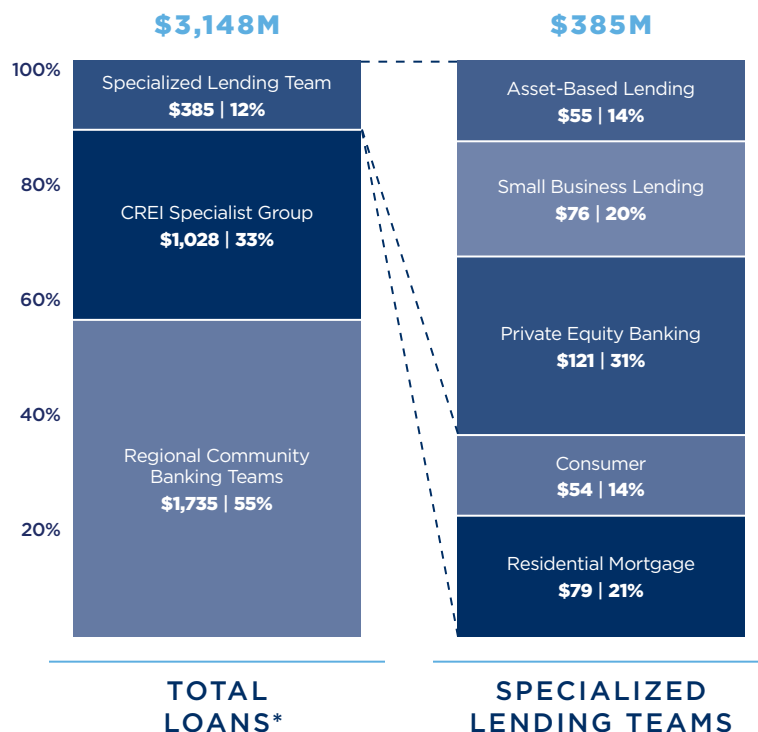 $3,148M
100%
80%
60%
40%
20%
Specialized Lending Team
$385 | 12%
CREI Specialist Group
$1,028 | 33%
Regional Community
Banking Teams
$1,735 | 55%
TOTAL
LOANS*
$385M
Asset-Based Lending
$55 | 14%
Small Business Lending
$76 | 20%
Private Equity Banking
$121 | 31%
Consumer
$54 | 14%
Residential Mortgage
$79 | 21%
SPECIALIZED
LENDING TEAMS